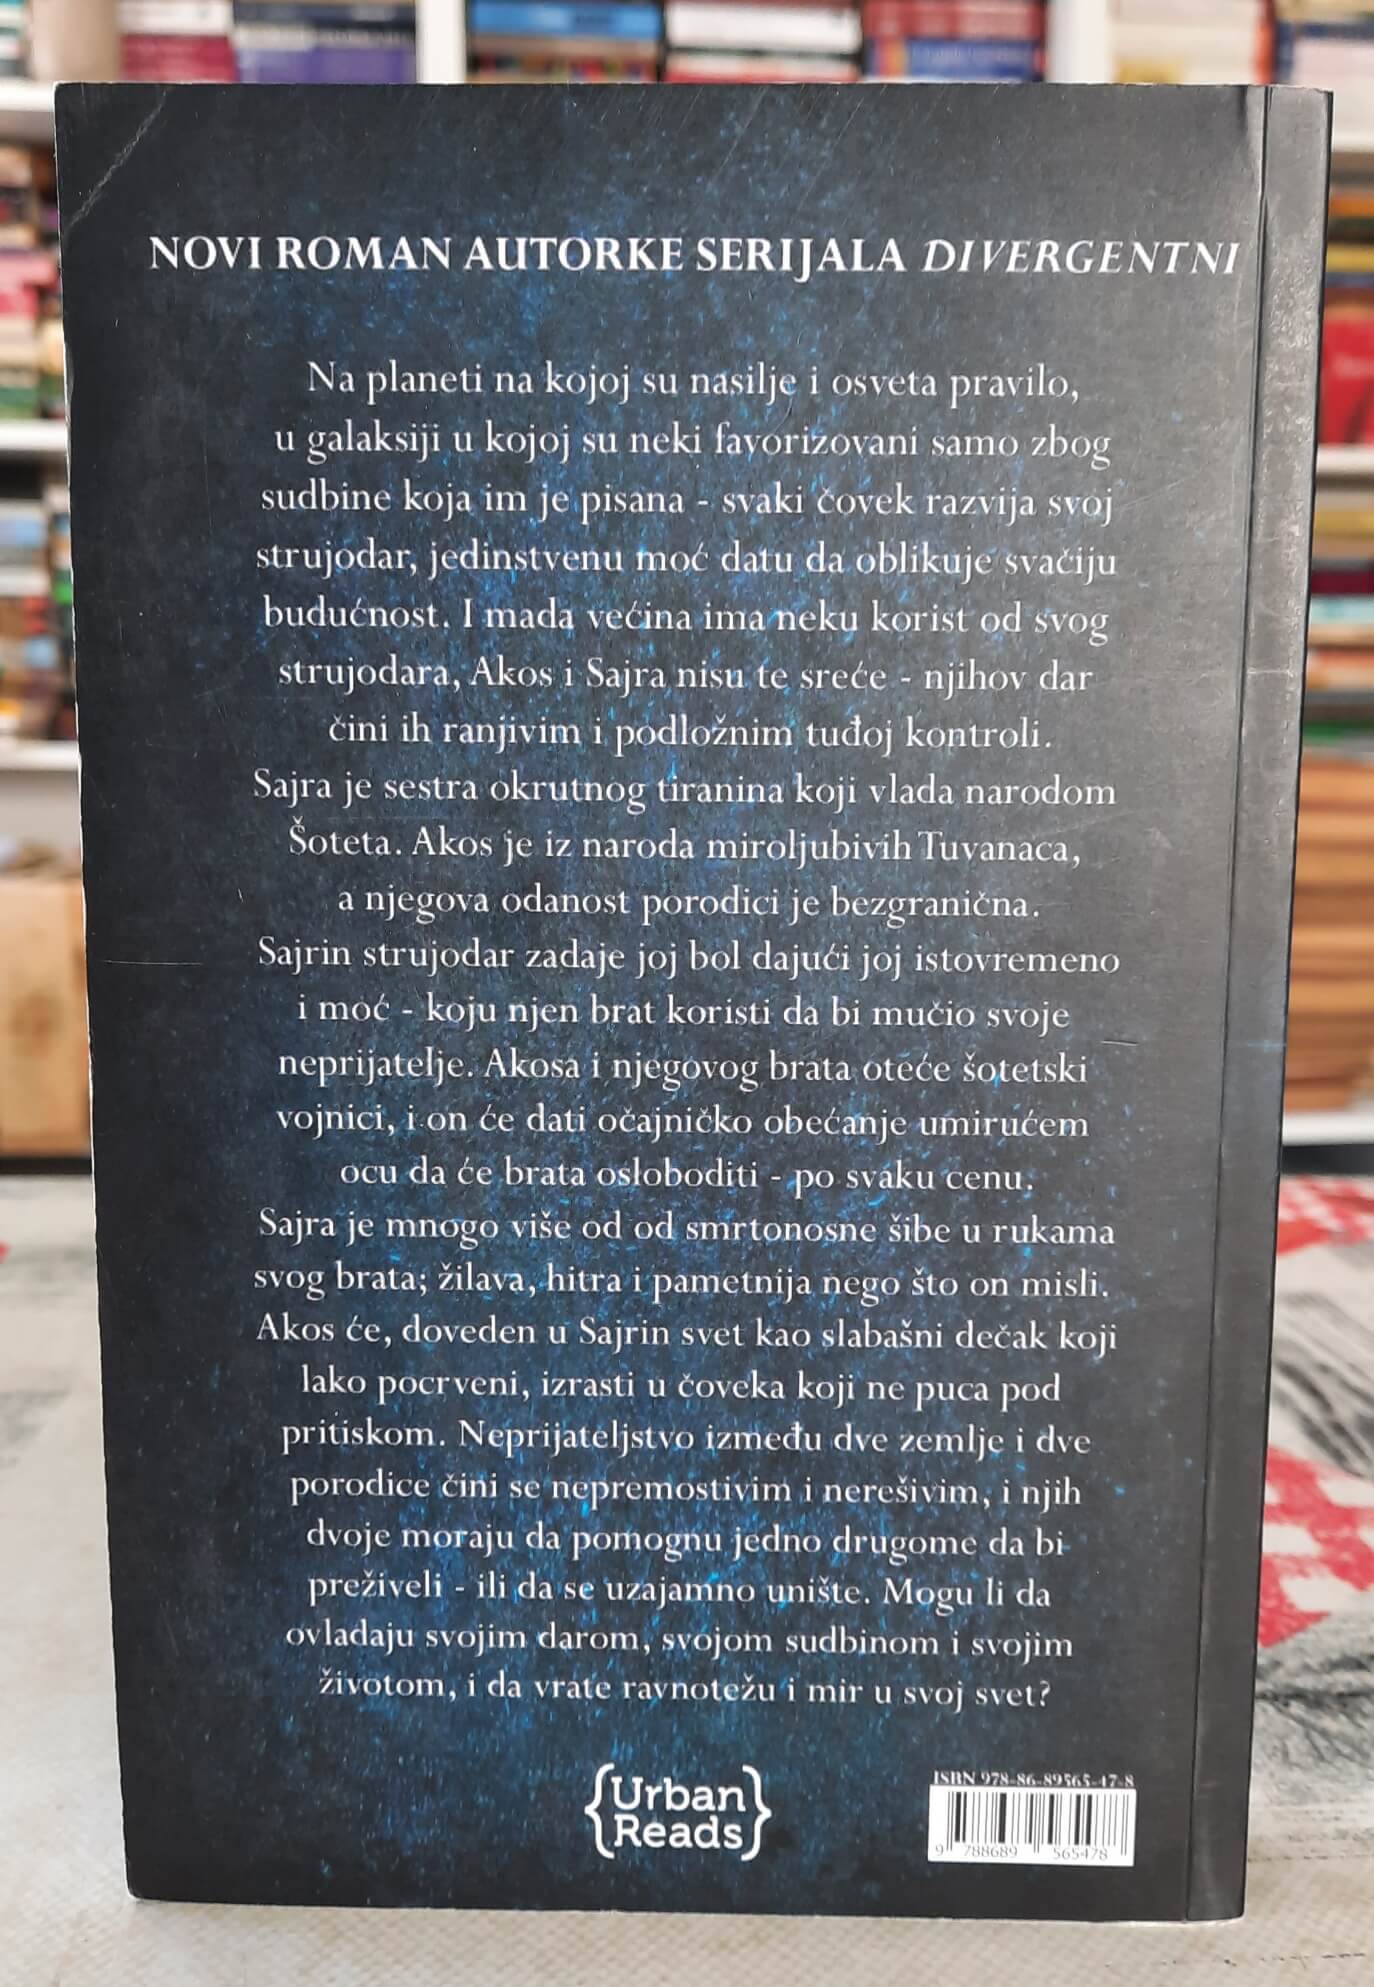 NOVI ROMAN AUTORKE SERIJALA DIVERGENTNI
Na planeti na kojoj su nasilje i osveta pravilo,
u galaksiji u kojoj su neki favorizovani samo zbog
sudbine koja im je pisana - svaki čovek razvija svoj
strujodar, jedinstvenu moć datu da oblikuje svačiju
budućnost. I mada većina ima neku korist od svog
strujodara, Akos i Sajra nisu te sreće - njihov dar
čini ih ranjivim i podložnim tuđoj kontroli.
Sajra je sestra okrutnog tiranina koji vlada narodom
Šoteta. Akos je iz naroda miroljubivih Tuvanaca,
a njegova odanost porodici je bezgranična.
Sajrin strujodar zadaje joj bol dajući joj istovremeno
i moć - koju njen brat koristi da bi mučio svoje
neprijatelje. Akosa i njegovog brata oteće šotetski
vojnici, i on će dati očajničko obećanje umirućem
ocu da će brata osloboditi - po svaku cenu.
Sajra je mnogo više od od smrtonosne šibe u rukama
svog brata; žilava, hitra i pametnija nego što on misli.
Akos će, doveden u Sajrin svet kao slabašni dečak koji
lako pocrveni, izrasti u čoveka koji ne puca pod
pritiskom. Neprijateljstvo između dve zemlje i dve
porodice čini se nepremostivim i nerešivim, i njih
dvoje moraju da pomognu jedno drugome da bi
preživeli - ili da se uzajamno unište. Mogu li da
ovladaju svojim darom, svojom sudbinom i svojim
životom, i da vrate ravnotežu i mir u svoj svet?
{Urban
Reads}
ISBN 978-86-89565-47-8
9 788689 565478